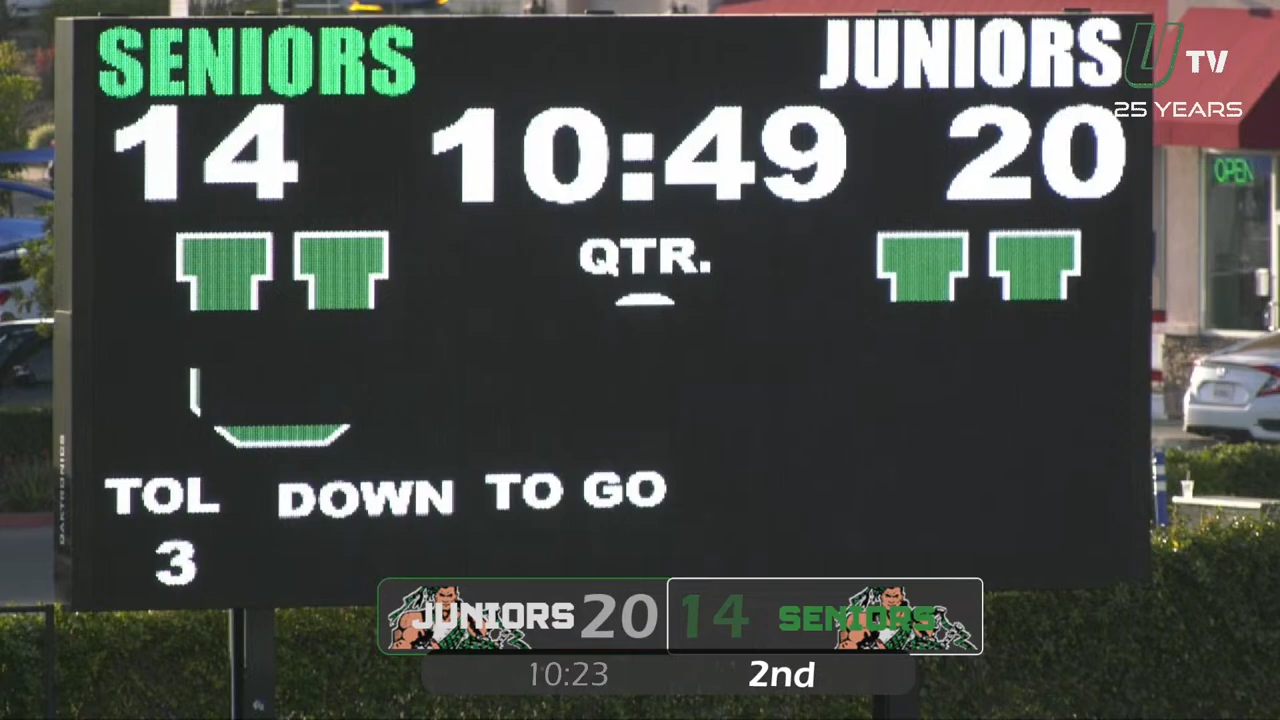 SENIORS
JUNIORS
U TV
25 YEARS
14
10:49
20
OPEN
QTR.
TOL
DOWN
TO GO
3
DAKTRONICS
JUNIORS 20 14 SENIORS
10:23 2nd